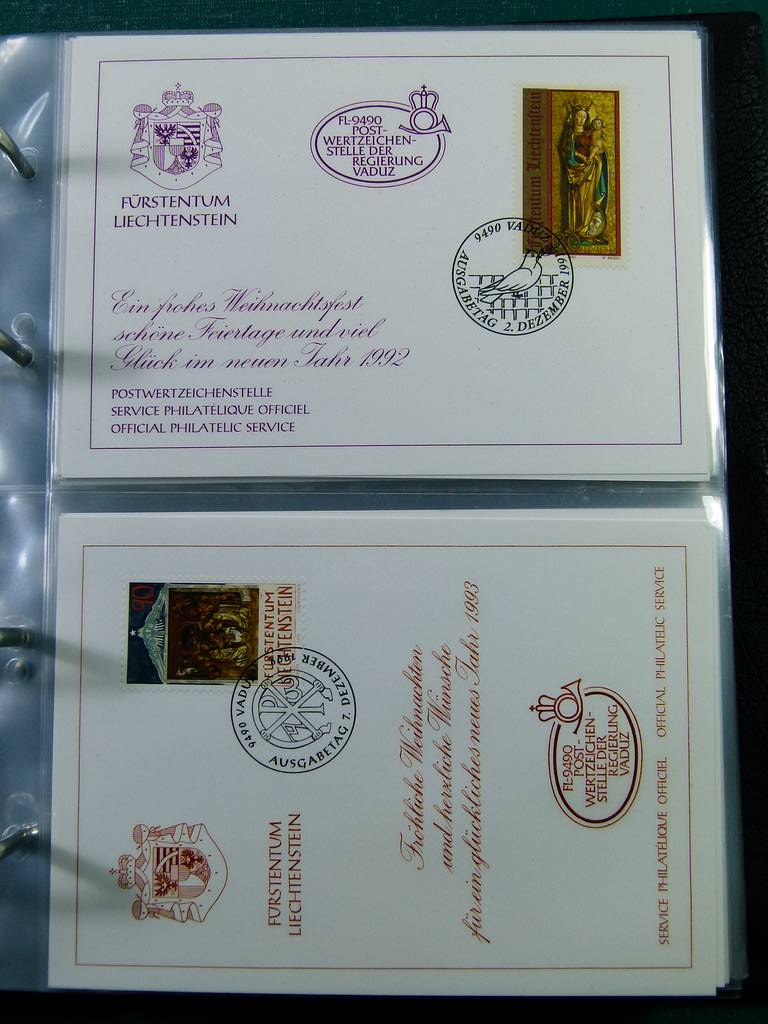 FÜRSTENTUM
LIECHTENSTEIN
FL-9490
POST-
WERTZEICHEN-
STELLE DER
REGIERUNG
VADUZ
Fürstentum Liechtenstein
9490 VADUZ
AUSGABETAG 2. DEZEMBER 199
Ein frohes Weihnachtsfest
schöne Feiertage und viel
Glück im neuen Jahr 1992
POSTWERTZEICHENSTELLE
SERVICE PHILATÉLIQUE OFFICIEL
OFFICIAL PHILATELIC SERVICE
90
FÜRSTENTUM
LIECHTENSTEIN
9490 VADUZ
AUSGABETAG 7. DEZEMBER
FÜRSTENTUM
LIECHTENSTEIN
Fröhliche Weihnachten
und herzliche Wünsche
für ein glückliches neues Jahr 1993
FL-9490
POST-
WERTZEICHEN-
STELLE DER
REGIERUNG
VADUZ
SERVICE PHILATÉLIQUE OFFICIEL OFFICIAL PHILATELIC SERVICE